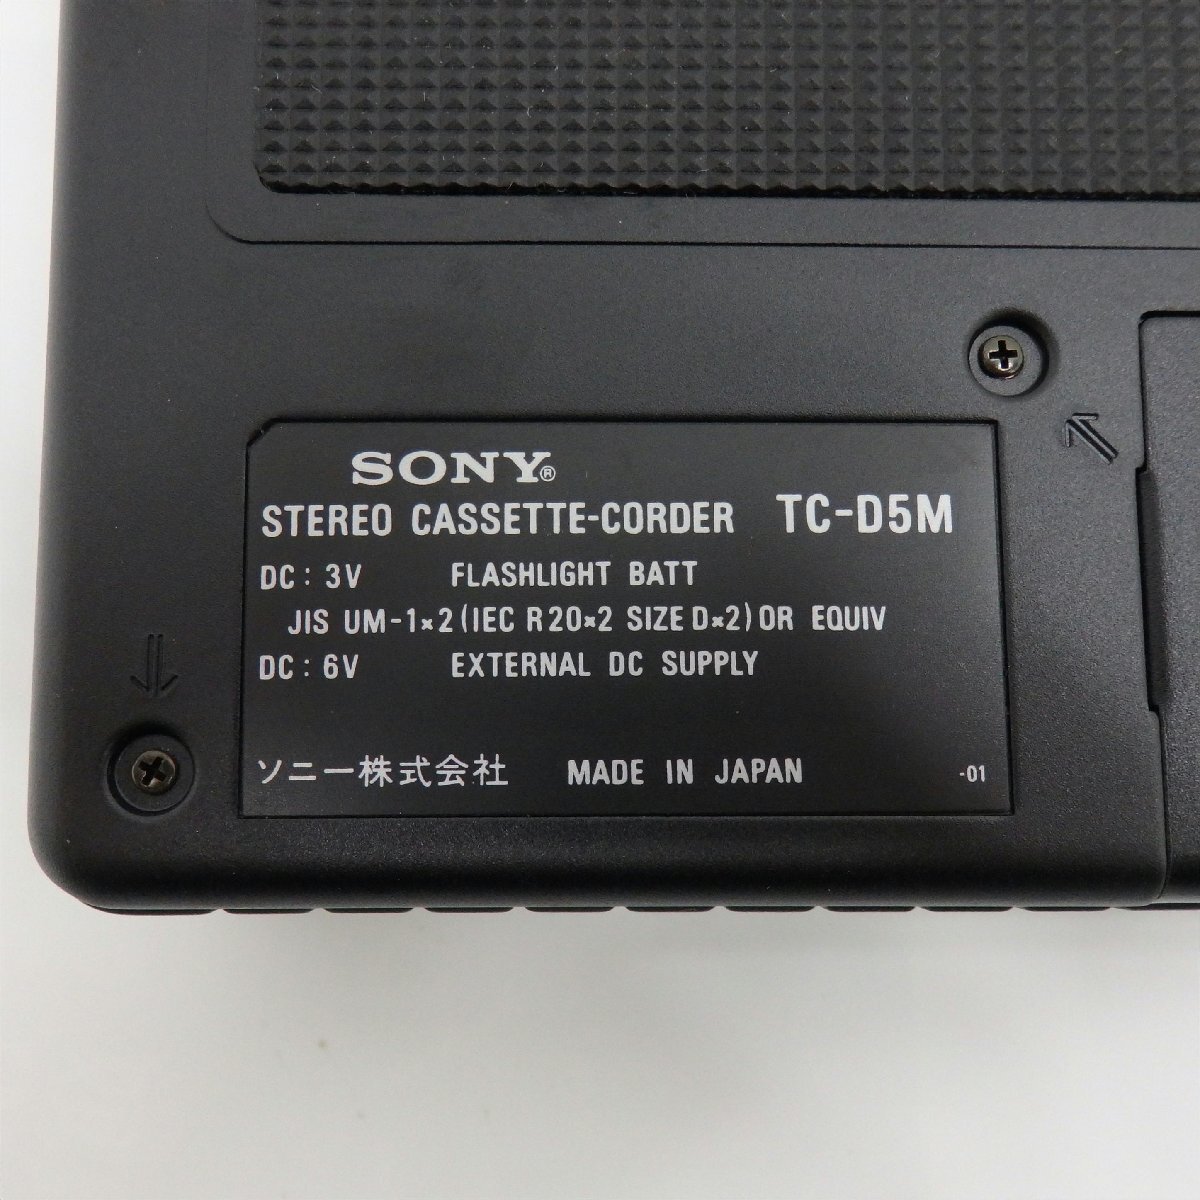 SONY®
STEREO CASSETTE-CORDER TC-D5M
DC: 3V FLASHLIGHT BATT
JIS UM-1×2 (IEC R20×2 SIZE D×2) OR EQUIV
DC: 6V EXTERNAL DC SUPPLY
ソニー株式会社 MADE IN JAPAN -01